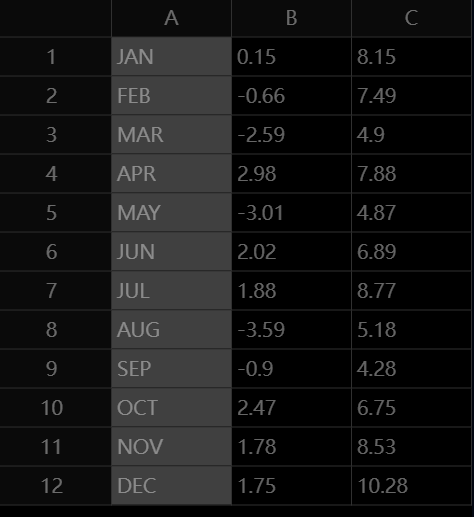 A B C
1 JAN 0.15 8.15
2 FEB -0.66 7.49
3 MAR -2.59 4.9
4 APR 2.98 7.88
5 MAY -3.01 4.87
6 JUN 2.02 6.89
7 JUL 1.88 8.77
8 AUG -3.59 5.18
9 SEP -0.9 4.28
10 OCT 2.47 6.75
11 NOV 1.78 8.53
12 DEC 1.75 10.28